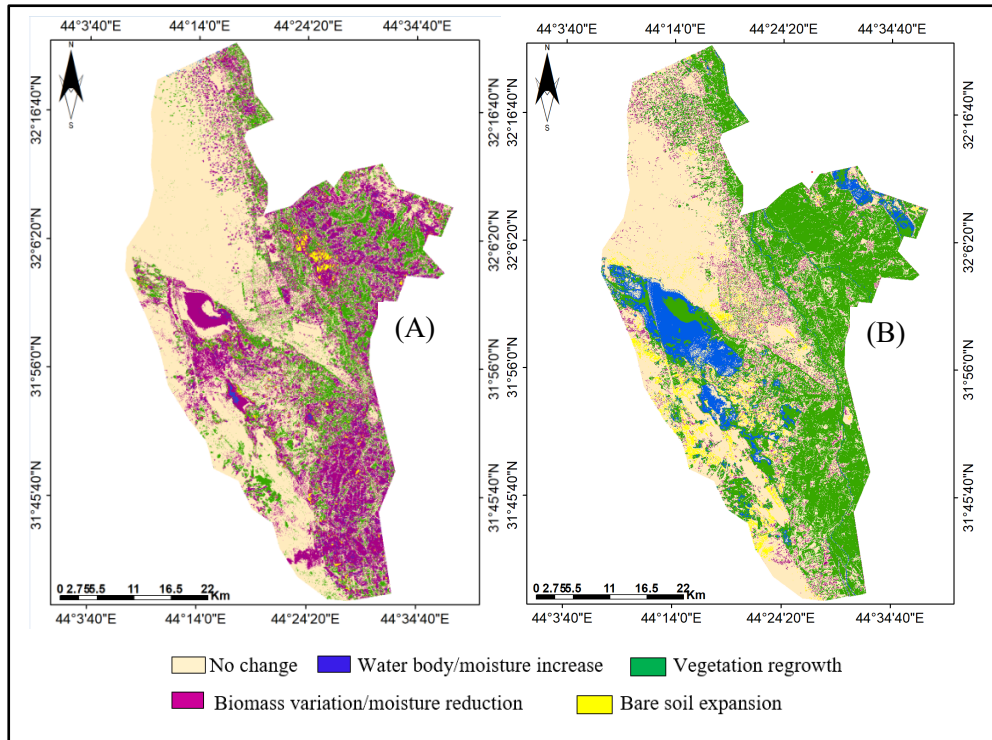 44°3'40"E 44°14'0"E 44°24'20"E 44°34'40"E
44°3'40"E 44°14'0"E 44°24'20"E 44°34'40"E
N
S
N
S
32°16'40"N
32°6'20"N
31°56'0"N
31°45'40"N
32°16'40"N
32°6'20"N
31°56'0"N
31°45'40"N
32°16'40"N
32°6'20"N
31°56'0"N
31°45'40"N
(A)
(B)
0 2.75 5.5 11 16.5 22
Km
0 2.75 5.5 11 16.5 22
Km
44°3'40"E 44°14'0"E 44°24'20"E 44°34'40"E
44°3'40"E 44°14'0"E 44°24'20"E 44°34'40"E
No change Water body/moisture increase Vegetation regrowth
Biomass variation/moisture reduction Bare soil expansion